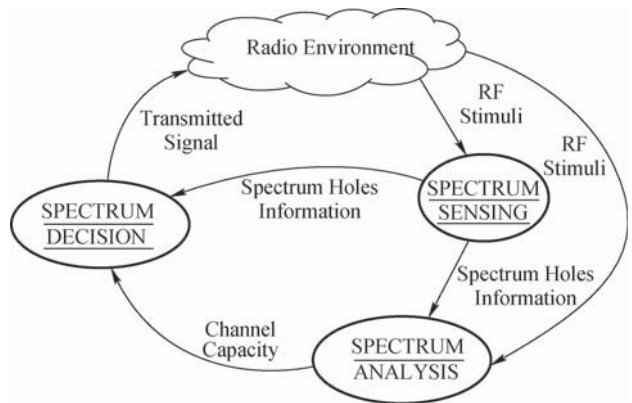 Radio Environment
Transmitted
Signal
RF
Stimuli
RF
Stimuli
Spectrum Holes
Information
SPECTRUM
SENSING
SPECTRUM
DECISION
Spectrum Holes
Information
Channel
Capacity
SPECTRUM
ANALYSIS